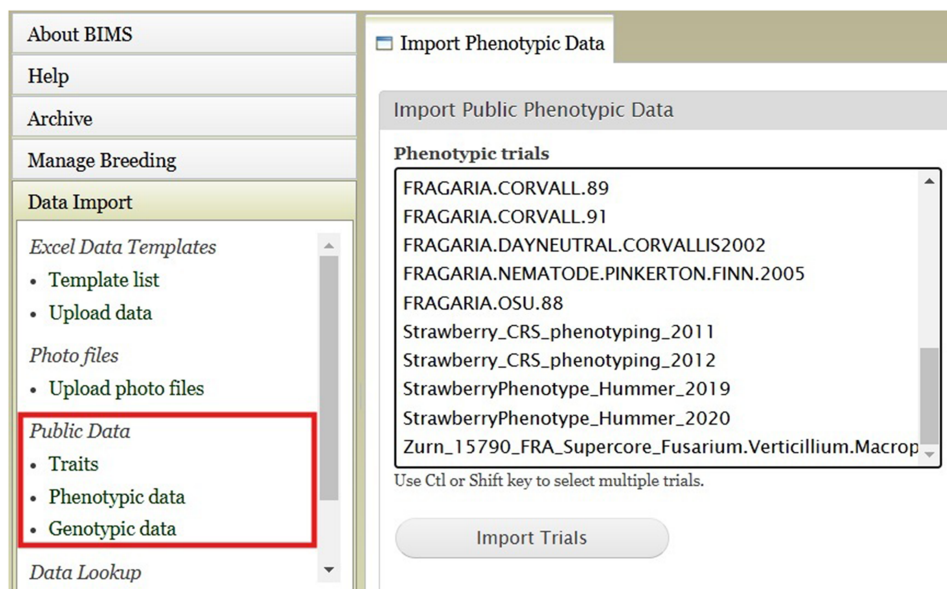 About BIMS
Help
Archive
Manage Breeding
Data Import
Excel Data Templates
Template list
Upload data
Photo files
Upload photo files
Public Data
Traits
Phenotypic data
Genotypic data
Data Lookup
Import Phenotypic Data
Import Public Phenotypic Data
Phenotypic trials
FRAGARIA.CORVALL.89
FRAGARIA.CORVALL.91
FRAGARIA.DAYNEUTRAL.CORVALLIS2002
FRAGARIA.NEMATODE.PINKERTON.FINN.2005
FRAGARIA.OSU.88
Strawberry_CRS_phenotyping_2011
Strawberry_CRS_phenotyping_2012
StrawberryPhenotype_Hummer_2019
StrawberryPhenotype_Hummer_2020
Zurn_15790_FRA_Supercore_Fusarium.Verticillium.Macrop
Use Ctl or Shift key to select multiple trials.
Import Trials